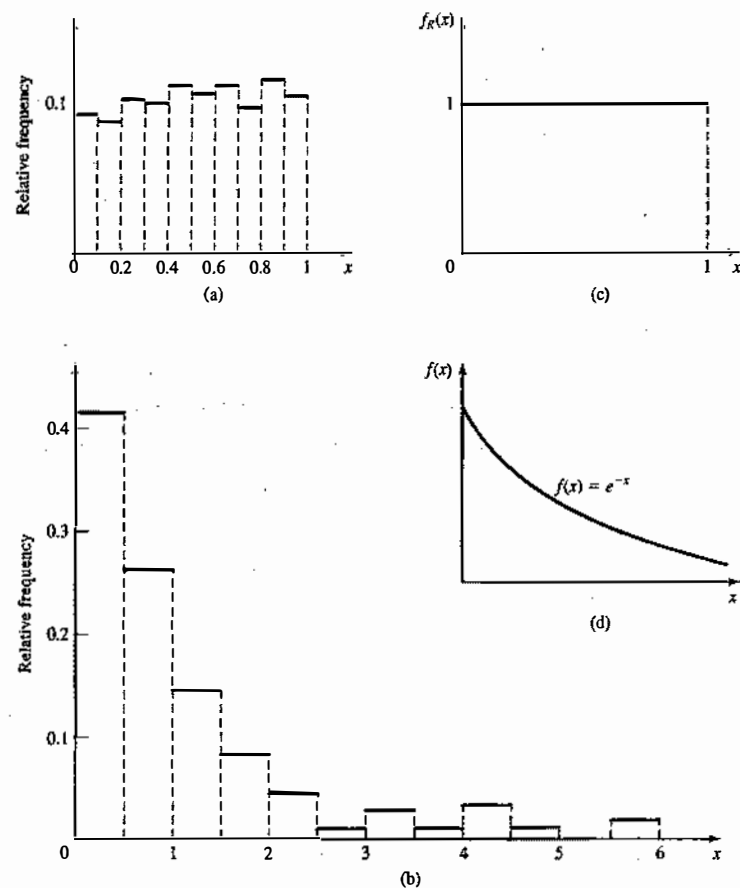 Relative frequency
0.1
0 0.2 0.4 0.6 0.8 1 x
(a)
f_R(x)
1
0 1 x
(c)
Relative frequency
0.4
0.3
0.2
0.1
0 1 2 3 4 5 6 x
(b)
f(x)
f(x) = e^{-x}
x
(d)